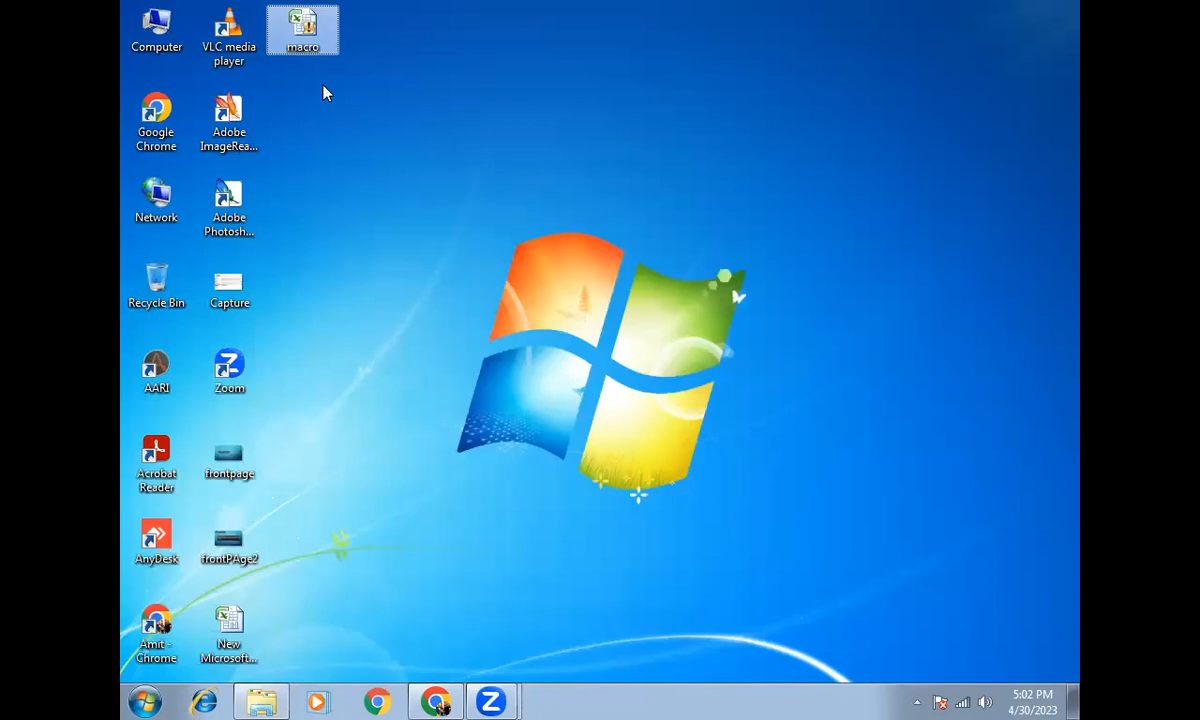 Computer
VLC media
player
macro
Google
Chrome
Adobe
ImageRea...
Network
Adobe
Photosh...
Recycle Bin
Capture
AARI
Zoom
Acrobat
Reader
frontpage
AnyDesk
frontPAge2
Amit -
Chrome
New
Microsoft...
5:02 PM
4/30/2023